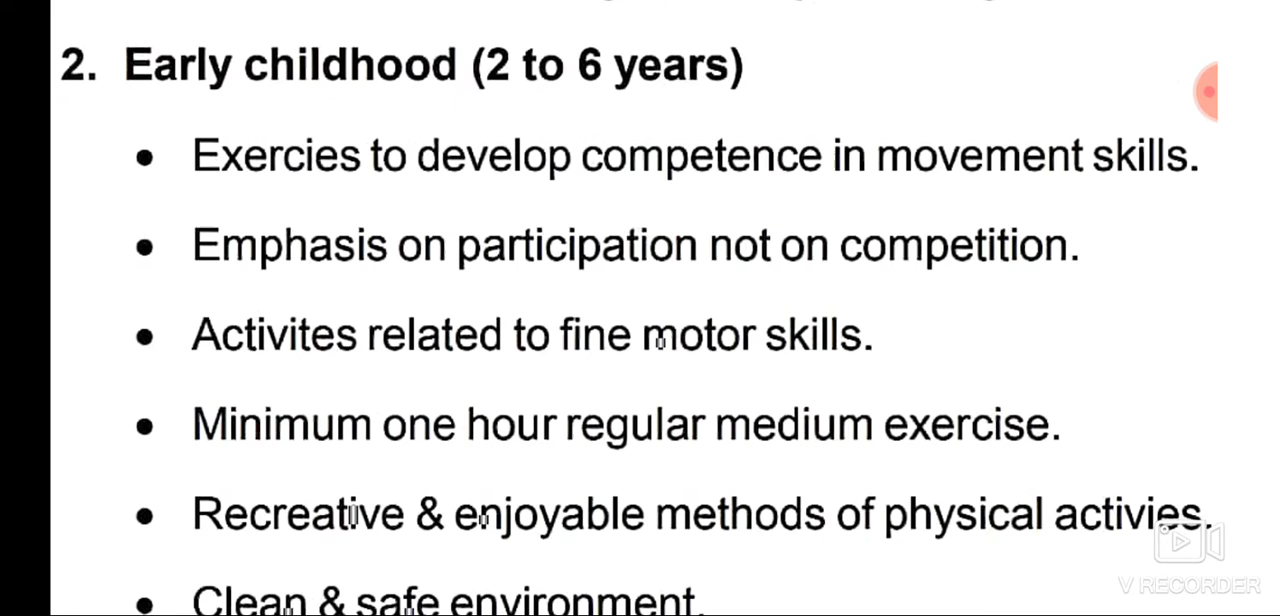 2. Early childhood (2 to 6 years)
• Exercies to develop competence in movement skills.
• Emphasis on participation not on competition.
• Activites related to fine motor skills.
• Minimum one hour regular medium exercise.
• Recreative & enjoyable methods of physical activies.
• Clean & safe environment.
V RECORDER